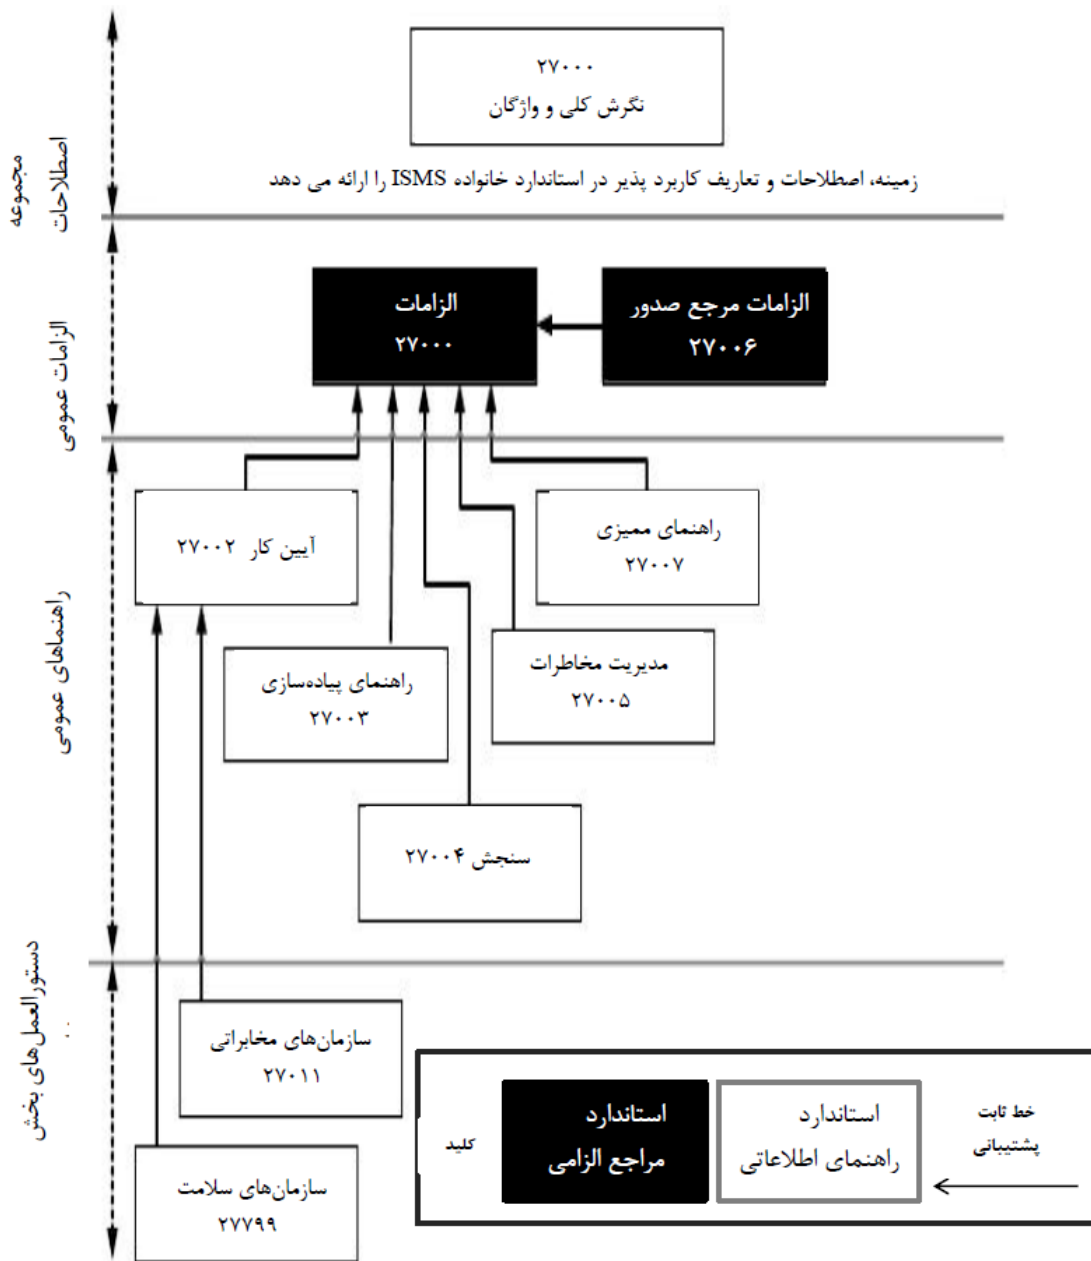 ۲۷۰۰۰
نگرش کلی و واژگان
زمینه، اصطلاحات و تعاریف کاربرد پذیر در استاندارد خانواده ISMS را ارائه می دهد
مجموعه
اصطلاحات
الزامات مرجع صدور
۲۷۰۰۶
الزامات
۲۷۰۰۰
الزامات عمومی
راهنمای ممیزی
۲۷۰۰۷
آیین کار ۲۷۰۰۲
مدیریت مخاطرات
۲۷۰۰۵
راهنمای پیاده‌سازی
۲۷۰۰۳
سنجش ۲۷۰۰۴
راهنماهای عمومی
سازمان‌های مخابراتی
۲۷۰۱۱
سازمان‌های سلامت
۲۷۷۹۹
دستورالعمل‌های بخش
خط ثابت
پشتیبانی
استاندارد
راهنمای اطلاعاتی
استاندارد
مراجع الزامی
کلید